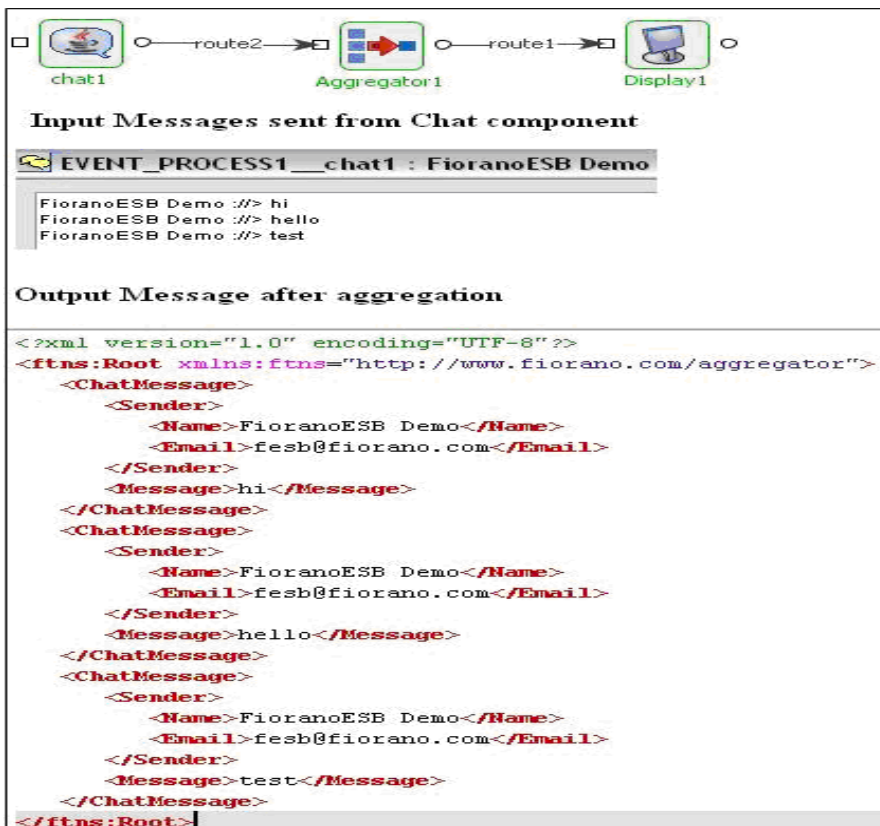 route2
route1
chat1
Aggregator1
Display1
Input Messages sent from Chat component
EVENT_PROCESS1__chat1 : FioranoESB Demo
FioranoESB Demo ://> hi
FioranoESB Demo ://> hello
FioranoESB Demo ://> test
Output Message after aggregation
<?xml version="1.0" encoding="UTF-8"?>
<ftns:Root xmlns:ftns="http://www.fiorano.com/aggregator">
<ChatMessage>
<Sender>
<Name>FioranoESB Demo</Name>
<Email>fesb@fiorano.com</Email>
</Sender>
<Message>hi</Message>
</ChatMessage>
<ChatMessage>
<Sender>
<Name>FioranoESB Demo</Name>
<Email>fesb@fiorano.com</Email>
</Sender>
<Message>hello</Message>
</ChatMessage>
<ChatMessage>
<Sender>
<Name>FioranoESB Demo</Name>
<Email>fesb@fiorano.com</Email>
</Sender>
<Message>test</Message>
</ChatMessage>
</ftns:Root>